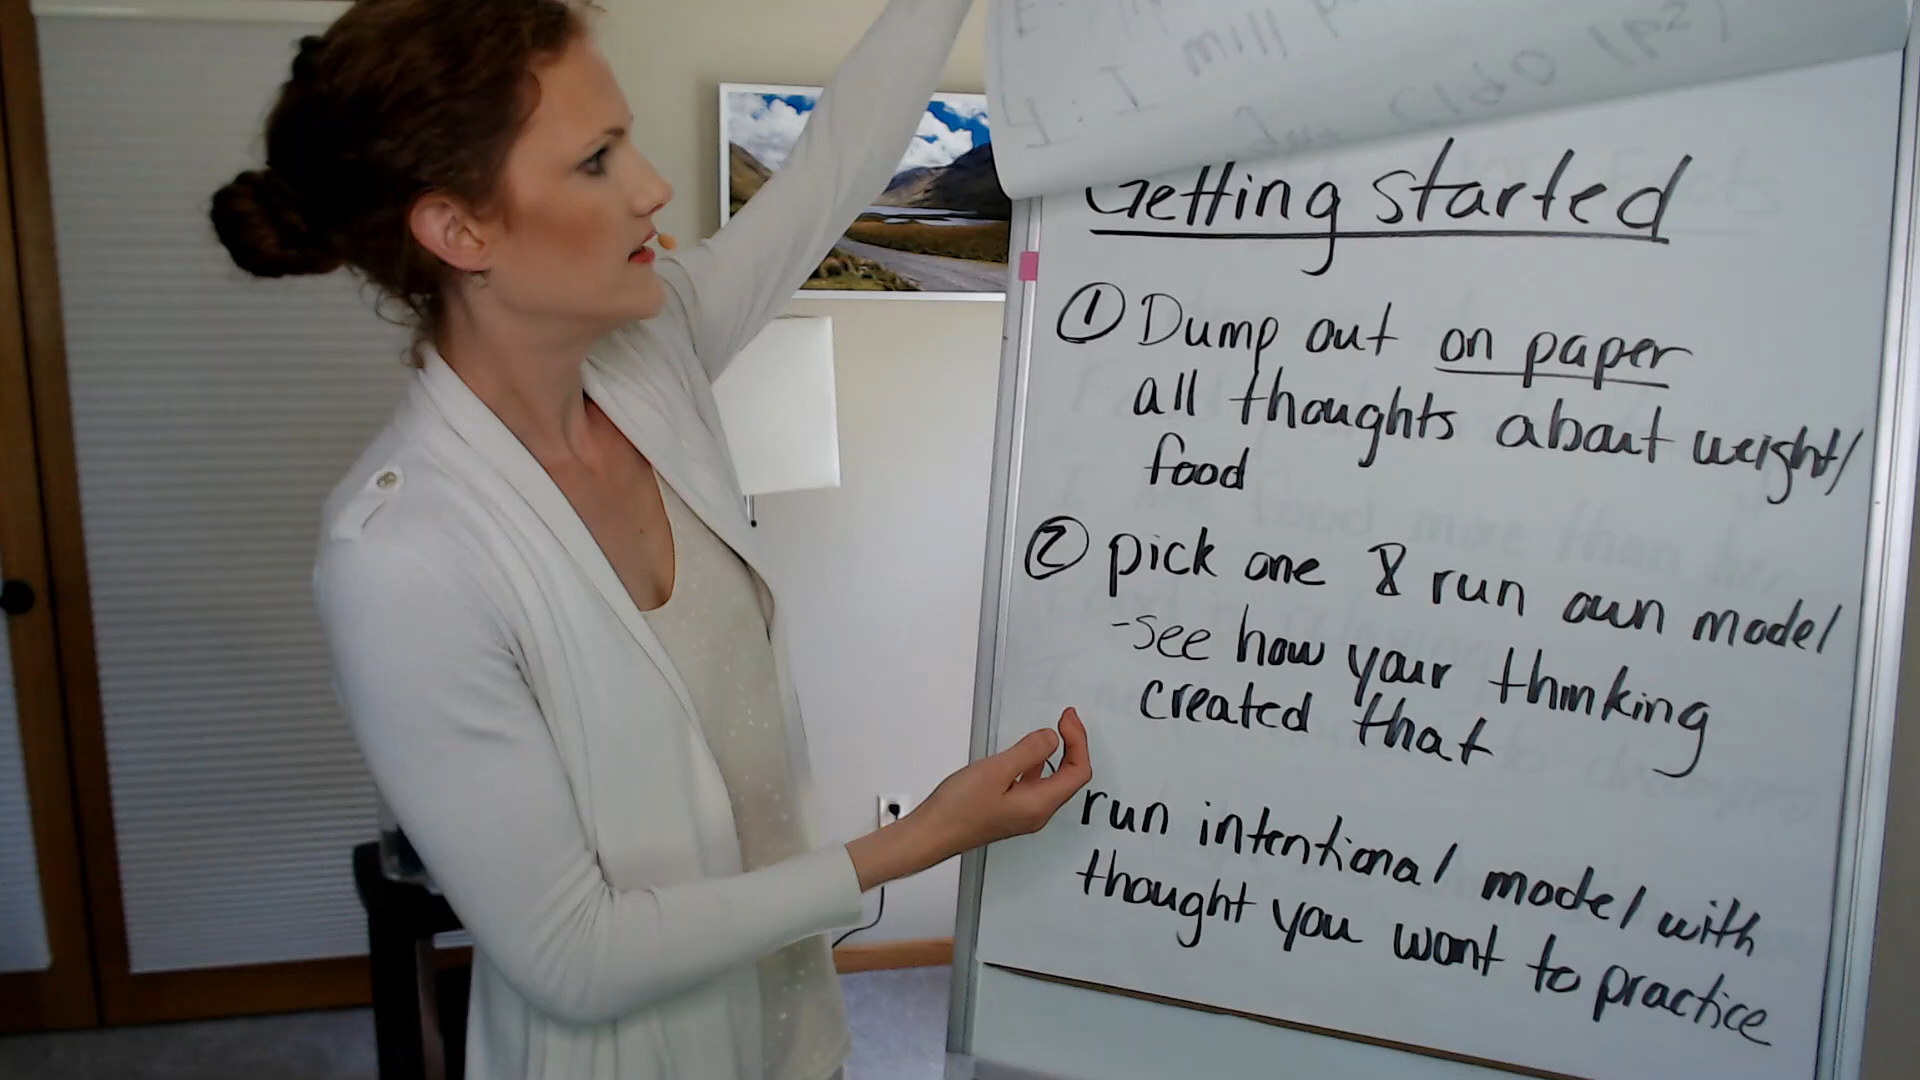 I. I will
Getting started
① Dump out on paper
all thoughts about weight/
food
② pick one & run own model
-see how your thinking
created that
run intentional model with
thought you want to practice